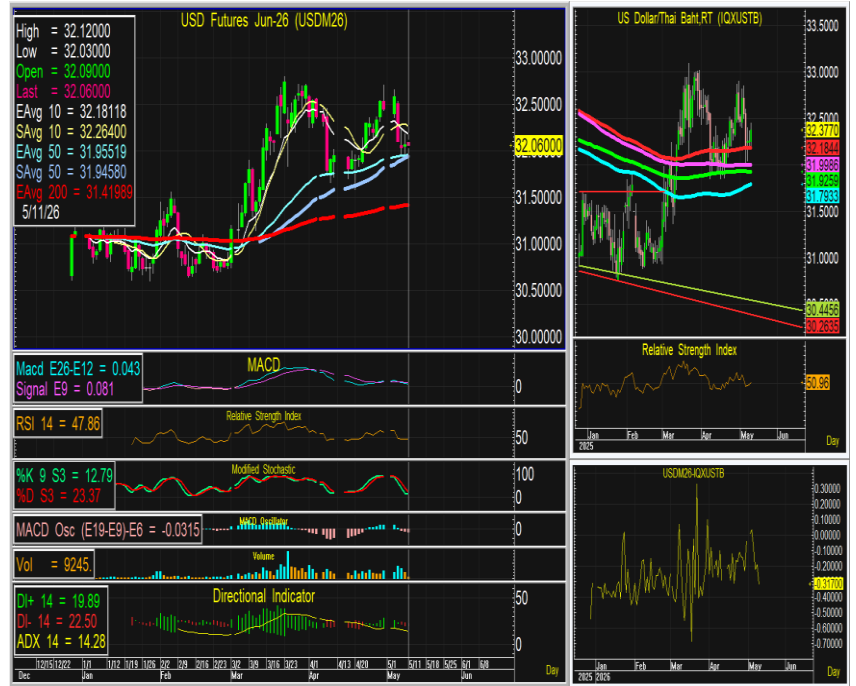 USD Futures Jun-26 (USDM26)
High = 32.12000
Low = 32.03000
Open = 32.09000
Last = 32.06000
EAvg 10 = 32.18118
SAvg 10 = 32.26400
EAvg 50 = 31.95519
SAvg 50 = 31.94580
EAvg 200 = 31.41989
5/11/26
33.00000
32.50000
32.06000
31.50000
31.00000
30.50000
30.00000
MACD
Macd E26-E12 = 0.043
Signal E9 = 0.081
0
Relative Strength Index
RSI 14 = 47.86
50
Modified Stochastic
%K 9 S3 = 12.79
%D S3 = 23.37
100
0
MACD Oscillator
MACD Osc (E19-E9)-E6 = -0.0315
0
Volume
Vol = 9245.
Directional Indicator
DI+ 14 = 19.89
DI- 14 = 22.50
ADX 14 = 14.28
50
0
12/15 12/22 1/1 1/12 1/19 1/26 2/2 2/9 2/16 2/23 3/2 3/9 3/16 3/23 4/1 4/13 4/20 5/1 5/11 5/18 5/25 6/1 6/8
Dec Jan Feb Mar Apr May Jun
Day
US Dollar/Thai Baht,RT (IQXUSTB)
33.5000
33.0000
32.3770
32.1844
31.9986
31.9259
31.7933
31.5000
31.0000
30.4456
30.2635
Relative Strength Index
50.96
Jan Feb Mar Apr May Jun
2025
Day
USDM26-IQXUSTB
0.30000
0.20000
0.10000
0.00000
-0.10000
-0.20000
-0.31700
-0.40000
-0.50000
-0.60000
-0.70000
Jan Feb Mar Apr May Jun
2025 2026
Day